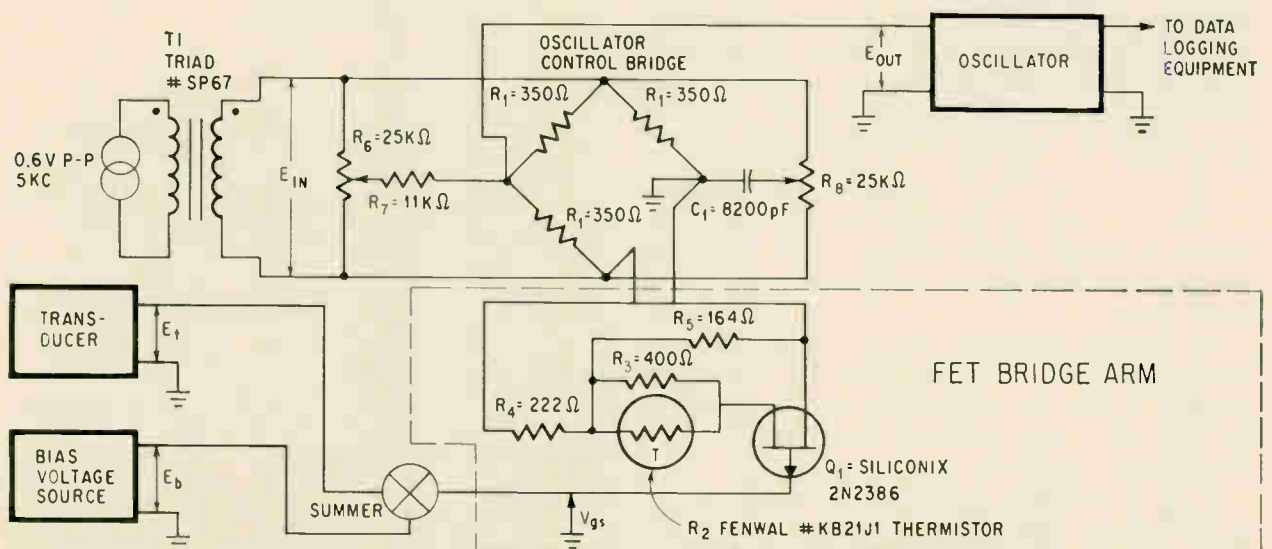 T1
TRIAD
# SP67
0.6V P-P
5KC
E IN
R6=25KΩ
R7=11KΩ
OSCILLATOR
CONTROL BRIDGE
R1=350Ω
R1=350Ω
R1=350Ω
C1=8200pF
R8=25KΩ
E OUT
OSCILLATOR
TO DATA
LOGGING
EQUIPMENT
TRANS-
DUCER
Et
BIAS
VOLTAGE
SOURCE
Eb
SUMMER
Vgs
R5=164Ω
R3=400Ω
R4=222Ω
T
FET BRIDGE ARM
Q1=SILICONIX
2N2386
R2 FENWAL #KB21J1 THERMISTOR